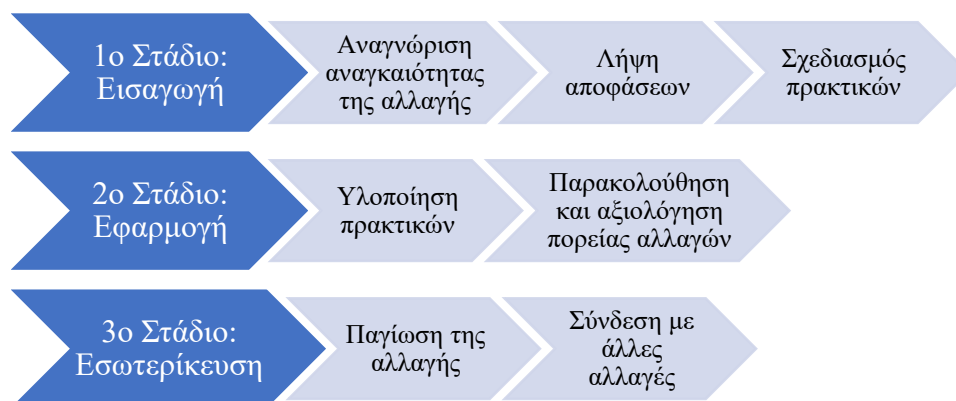 1ο Στάδιο:
Εισαγωγή
Αναγνώριση
αναγκαιότητας
της αλλαγής
Λήψη
αποφάσεων
Σχεδιασμός
πρακτικών
2ο Στάδιο:
Εφαρμογή
Υλοποίηση
πρακτικών
Παρακολούθηση
και αξιολόγηση
πορείας αλλαγών
3ο Στάδιο:
Εσωτερίκευση
Παγίωση της
αλλαγής
Σύνδεση με
άλλες
αλλαγές